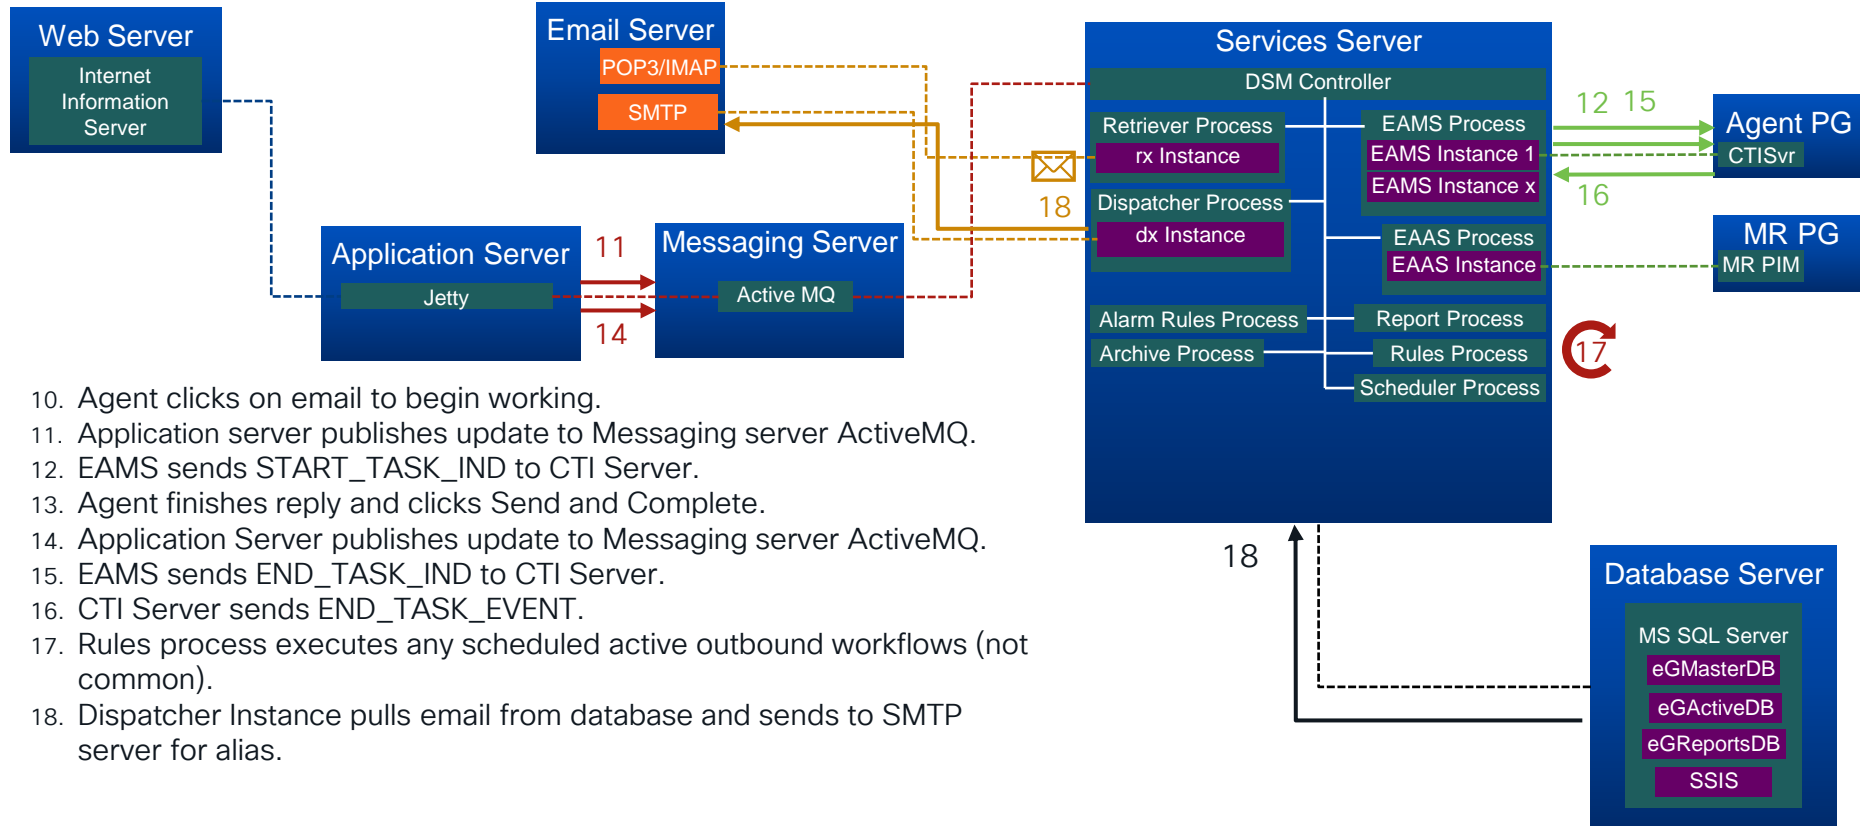 Web Server
Internet
Information
Server
Email Server
POP3/IMAP
SMTP
Services Server
DSM Controller
Retriever Process
rx Instance
Dispatcher Process
dx Instance
Alarm Rules Process
Archive Process
EAMS Process
EAMS Instance 1
EAMS Instance x
EAAS Process
EAAS Instance
Report Process
Rules Process
Scheduler Process
12 15
16
Agent PG
CTISvr
MR PG
MR PIM
17
18
Application Server
Jetty
11
14
Messaging Server
Active MQ
10. Agent clicks on email to begin working.
11. Application server publishes update to Messaging server ActiveMQ.
12. EAMS sends START_TASK_IND to CTI Server.
13. Agent finishes reply and clicks Send and Complete.
14. Application Server publishes update to Messaging server ActiveMQ.
15. EAMS sends END_TASK_IND to CTI Server.
16. CTI Server sends END_TASK_EVENT.
17. Rules process executes any scheduled active outbound workflows (not
common).
18. Dispatcher Instance pulls email from database and sends to SMTP
server for alias.
18
Database Server
MS SQL Server
eGMasterDB
eGActiveDB
eGReportsDB
SSIS